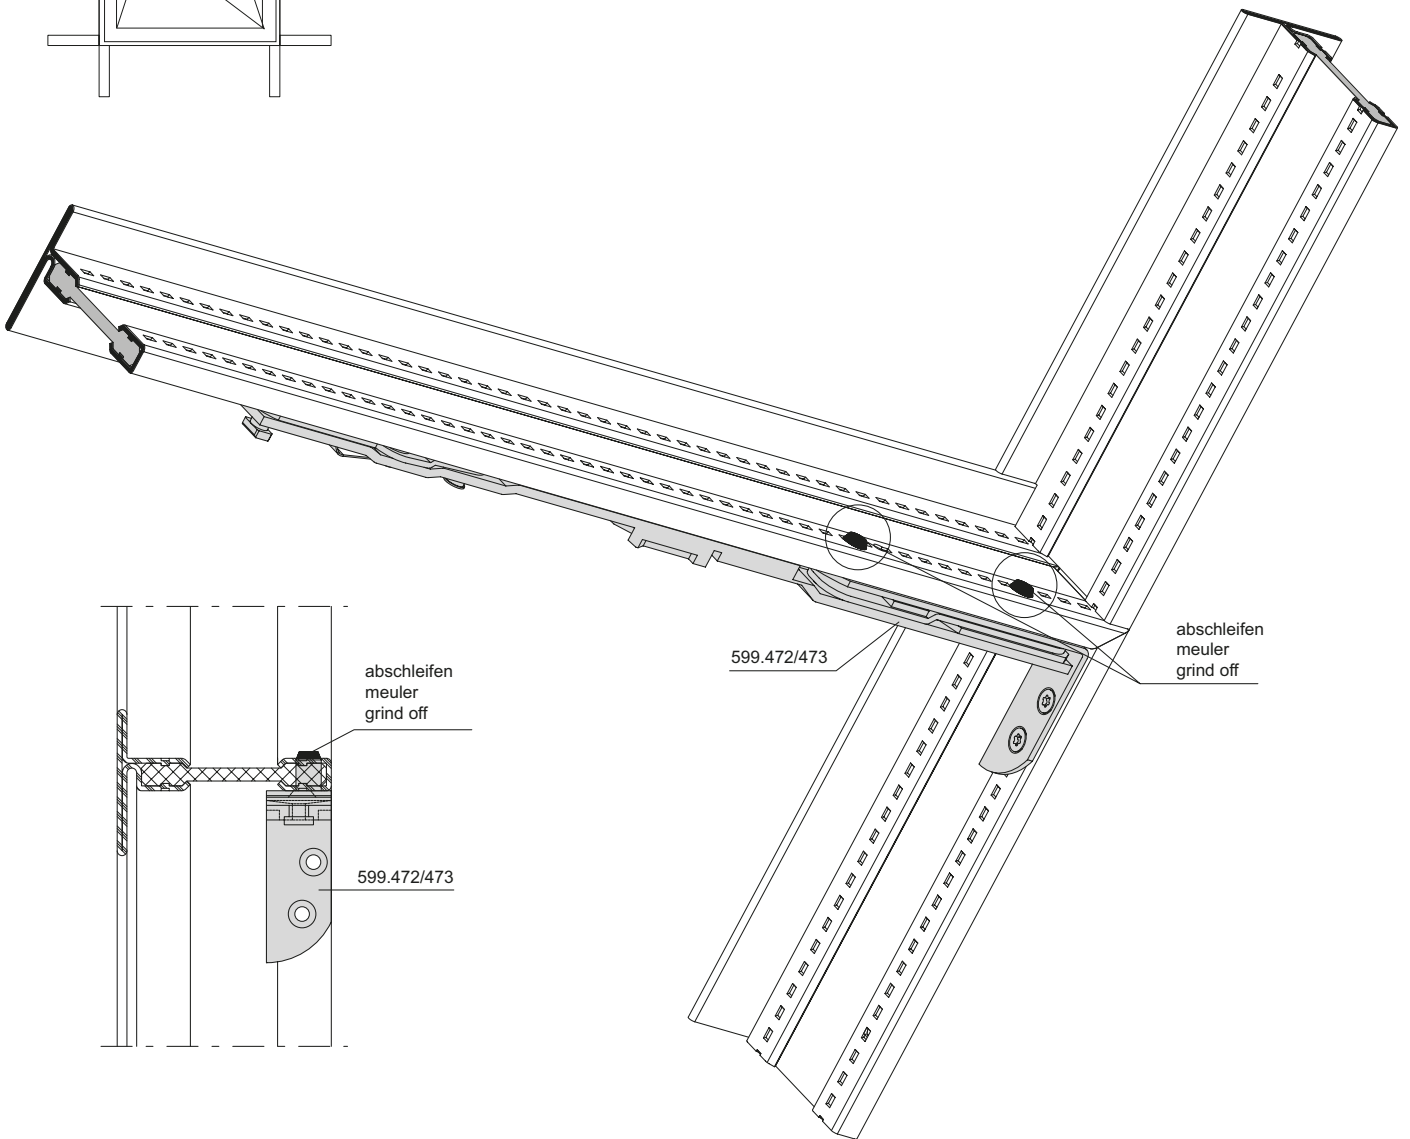 599.472/473
abschleifen
meuler
grind off
abschleifen
meuler
grind off
599.472/473